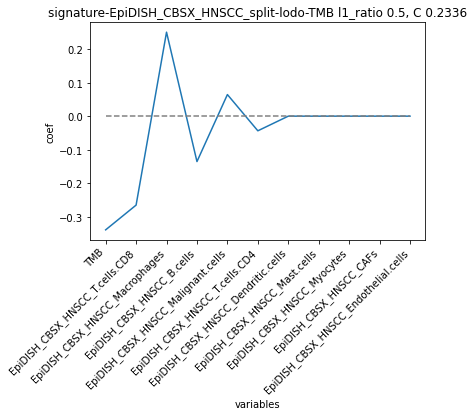 signature-EpiDISH_CBSX_HNSCC_split-lodo-TMB l1_ratio 0.5, C 0.2336
coef
0.2
0.1
0.0
−0.1
−0.2
−0.3
TMB
EpiDISH_CBSX_HNSCC_T.cells.CD8
EpiDISH_CBSX_HNSCC_Macrophages
EpiDISH_CBSX_HNSCC_B.cells
EpiDISH_CBSX_HNSCC_Malignant.cells
EpiDISH_CBSX_HNSCC_T.cells.CD4
EpiDISH_CBSX_HNSCC_Dendritic.cells
EpiDISH_CBSX_HNSCC_Mast.cells
EpiDISH_CBSX_HNSCC_Myocytes
EpiDISH_CBSX_HNSCC_CAFs
EpiDISH_CBSX_HNSCC_Endothelial.cells
variables